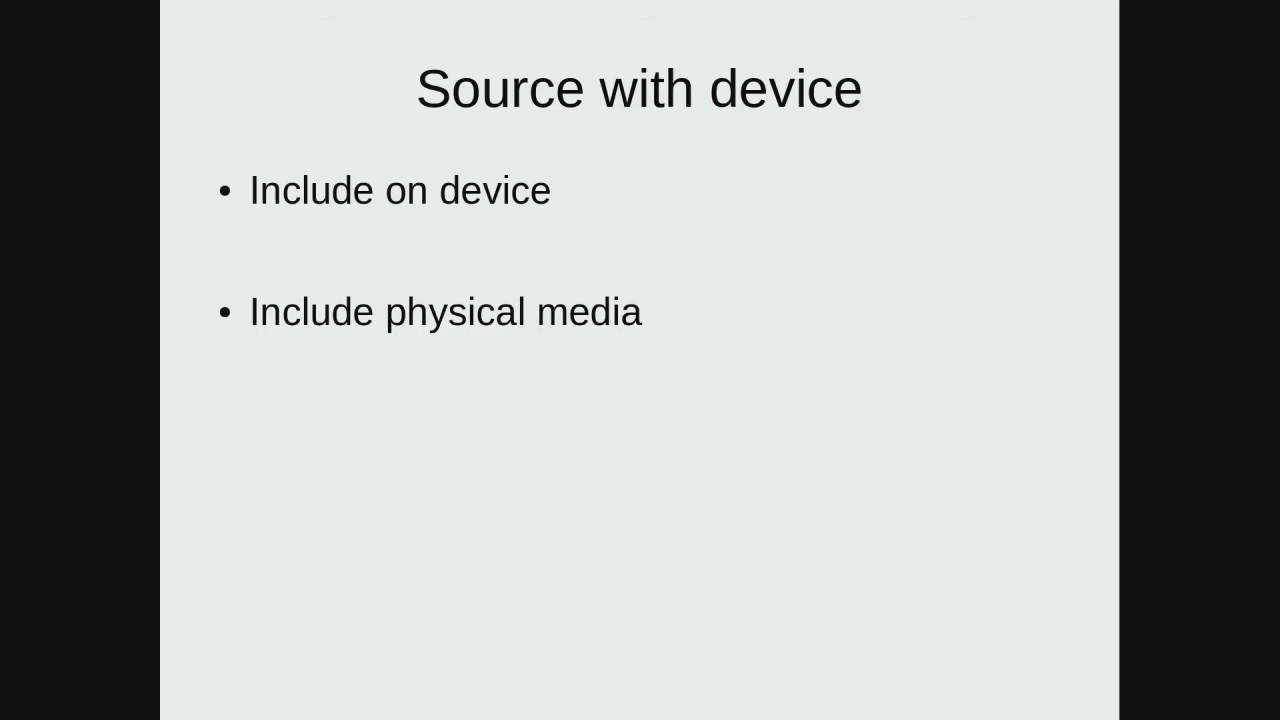 Source with device
• Include on device
• Include physical media